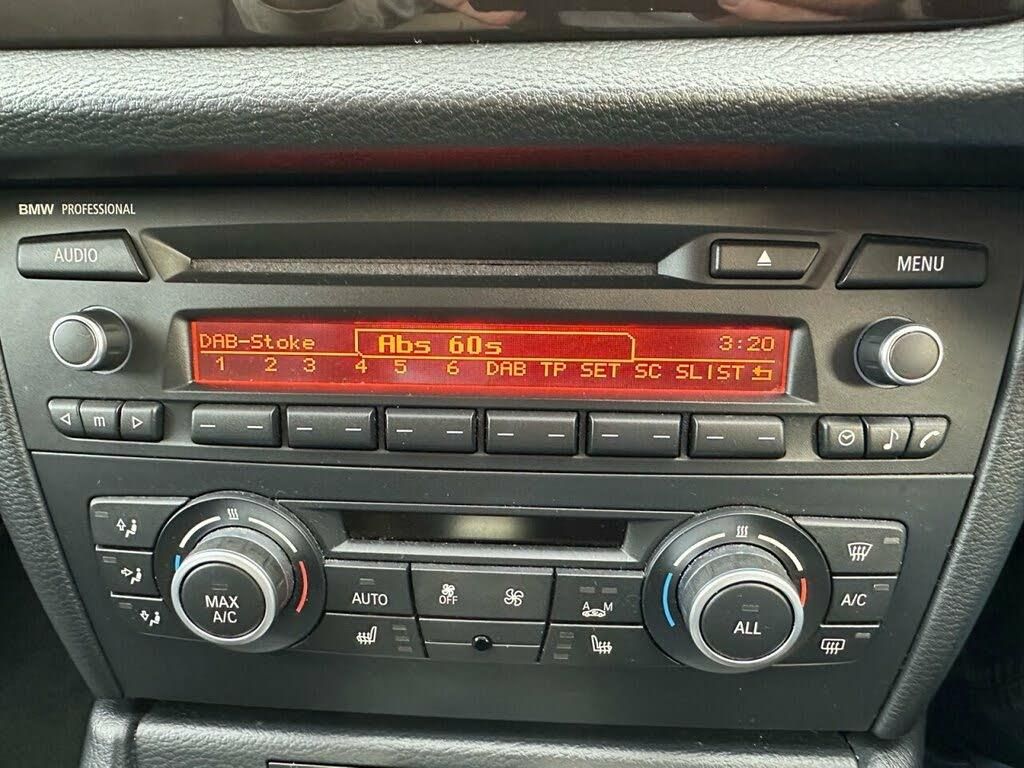 BMW PROFESSIONAL
AUDIO
MENU
DAB-Stoke Abs 60s 3:20
1 2 3 4 5 6 DAB TP SET SC SLIST
m
MAX
A/C
AUTO
OFF
A M
ALL
A/C